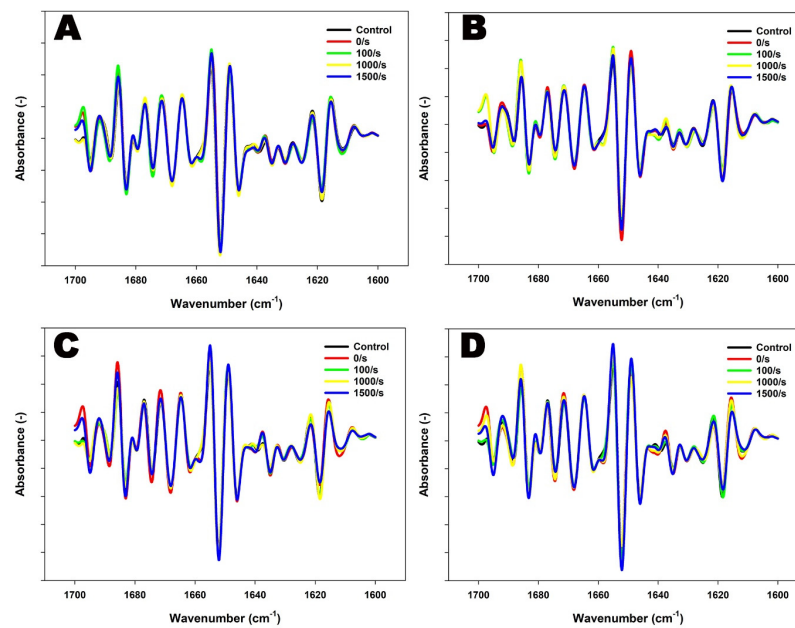 A
Control
0/s
100/s
1000/s
1500/s
Absorbance (-)
1700 1680 1660 1640 1620 1600
Wavenumber (cm⁻¹)
B
Control
0/s
100/s
1000/s
1500/s
Absorbance (-)
1700 1680 1660 1640 1620 1600
Wavenumber (cm⁻¹)
C
Control
0/s
100/s
1000/s
1500/s
Absorbance (-)
1700 1680 1660 1640 1620 1600
Wavenumber (cm⁻¹)
D
Control
0/s
100/s
1000/s
1500/s
Absorbance (-)
1700 1680 1660 1640 1620 1600
Wavenumber (cm⁻¹)